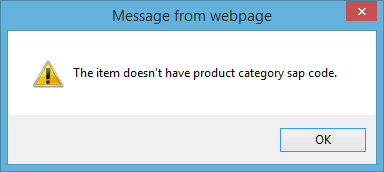 Message from webpage
The item doesn't have product category sap code.
OK